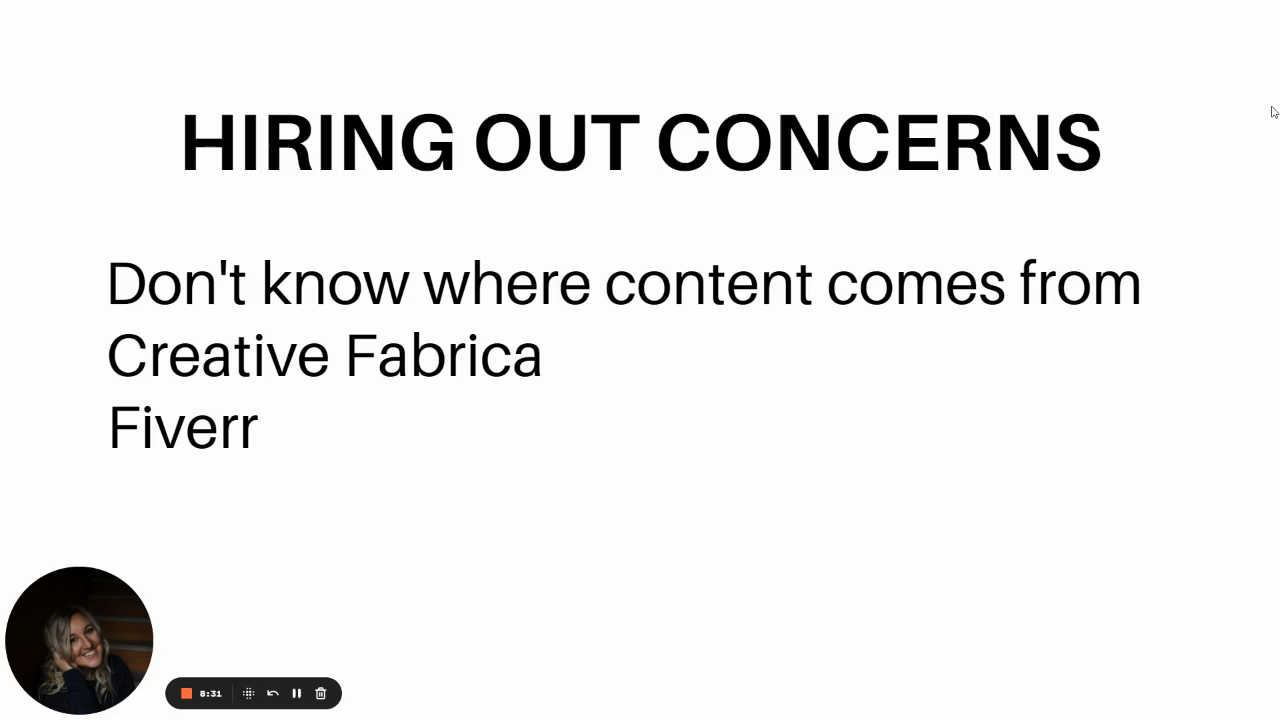 HIRING OUT CONCERNS
Don't know where content comes from
Creative Fabrica
Fiverr
8:31